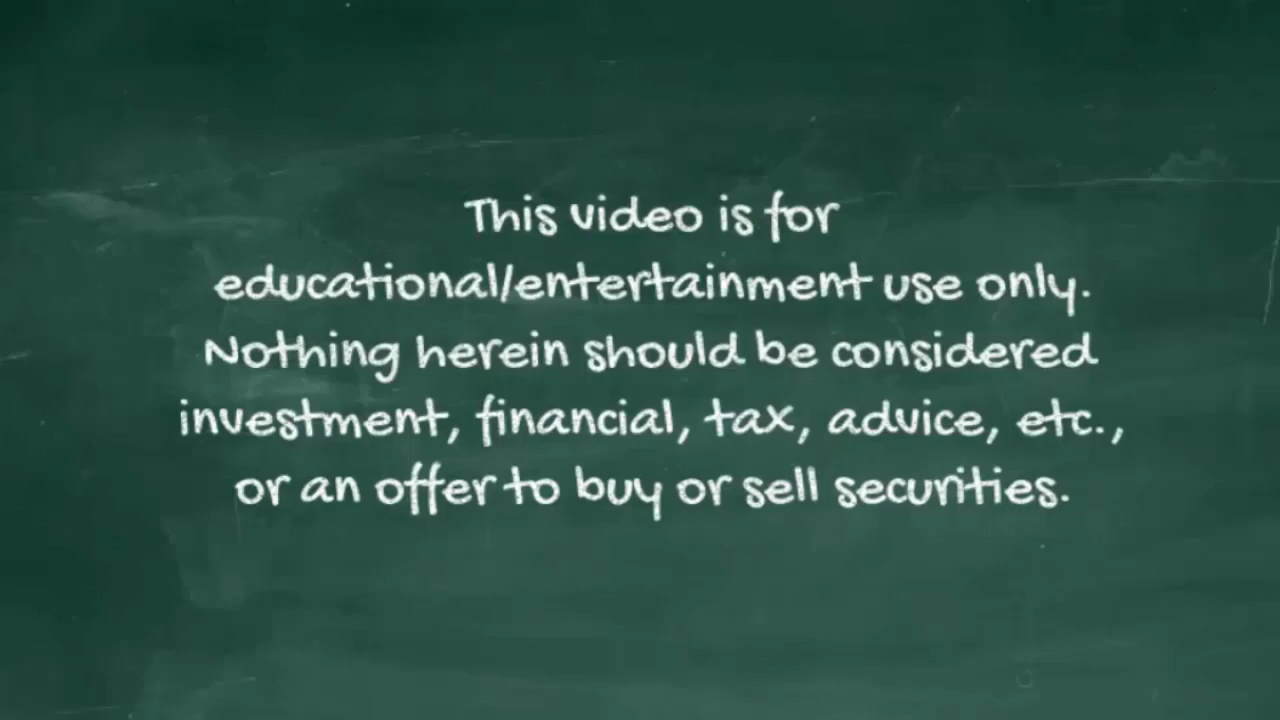 This video is for
educational/entertainment use only.
Nothing herein should be considered
investment, financial, tax, advice, etc.,
or an offer to buy or sell securities.